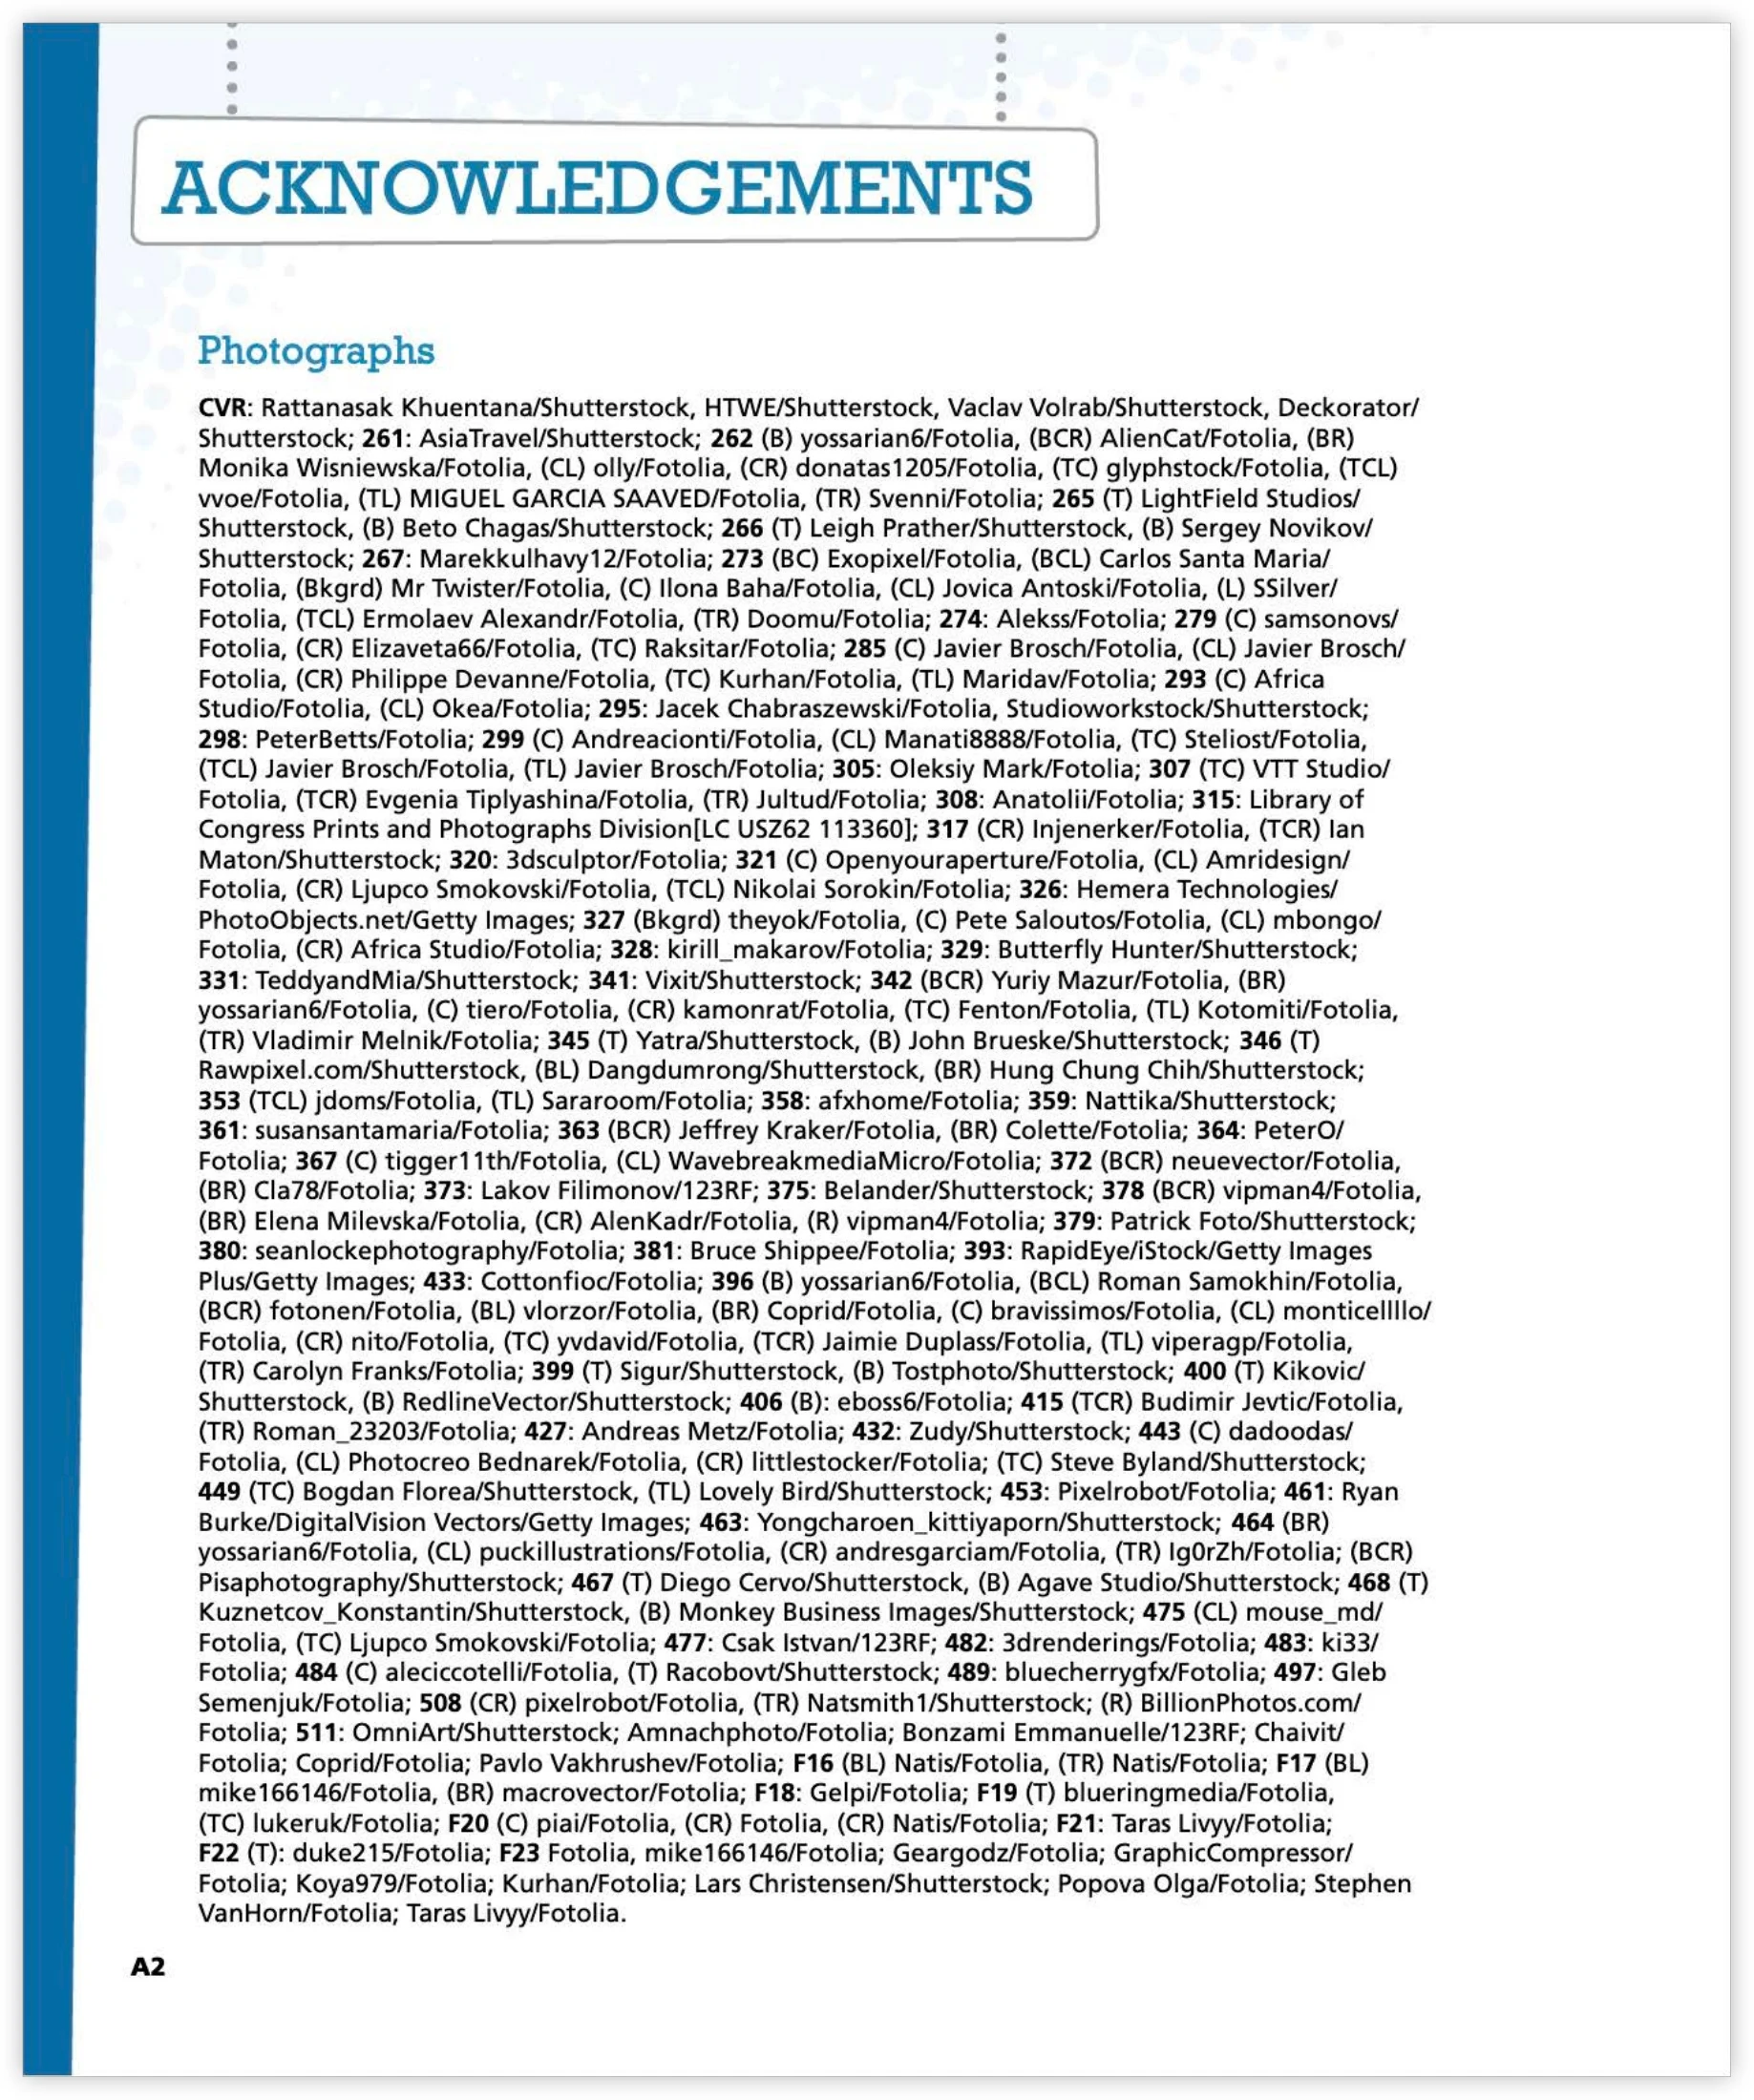 ACKNOWLEDGEMENTS
Photographs
CVR: Rattanasak Khuentana/Shutterstock, HTWE/Shutterstock, Vaclav Volrab/Shutterstock, Deckorator/
Shutterstock; 261: AsiaTravel/Shutterstock; 262 (B) yossarian6/Fotolia, (BCR) AlienCat/Fotolia, (BR)
Monika Wisniewska/Fotolia, (CL) olly/Fotolia, (CR) donatas1205/Fotolia, (TC) glyphstock/Fotolia, (TCL)
vvoe/Fotolia, (TL) MIGUEL GARCIA SAAVED/Fotolia, (TR) Svenni/Fotolia; 265 (T) LightField Studios/
Shutterstock, (B) Beto Chagas/Shutterstock; 266 (T) Leigh Prather/Shutterstock, (B) Sergey Novikov/
Shutterstock; 267: Marekkulhavy12/Fotolia; 273 (BC) Exopixel/Fotolia, (BCL) Carlos Santa Maria/
Fotolia, (Bkgrd) Mr Twister/Fotolia, (C) Ilona Baha/Fotolia, (CL) Jovica Antoski/Fotolia, (L) SSilver/
Fotolia, (TCL) Ermolaev Alexandr/Fotolia, (TR) Doomu/Fotolia; 274: Alekss/Fotolia; 279 (C) samsonovs/
Fotolia, (CR) Elizaveta66/Fotolia, (TC) Raksitar/Fotolia; 285 (C) Javier Brosch/Fotolia, (CL) Javier Brosch/
Fotolia, (CR) Philippe Devanne/Fotolia, (TC) Kurhan/Fotolia, (TL) Maridav/Fotolia; 293 (C) Africa
Studio/Fotolia, (CL) Okea/Fotolia; 295: Jacek Chabraszewski/Fotolia, Studioworkstock/Shutterstock;
298: PeterBetts/Fotolia; 299 (C) Andreacionti/Fotolia, (CL) Manati8888/Fotolia, (TC) Steliost/Fotolia,
(TCL) Javier Brosch/Fotolia, (TL) Javier Brosch/Fotolia; 305: Oleksiy Mark/Fotolia; 307 (TC) VTT Studio/
Fotolia, (TCR) Evgenia Tiplyashina/Fotolia, (TR) Jultud/Fotolia; 308: Anatolii/Fotolia; 315: Library of
Congress Prints and Photographs Division[LC USZ62 113360]; 317 (CR) Injenerker/Fotolia, (TCR) Ian
Maton/Shutterstock; 320: 3dsculptor/Fotolia; 321 (C) Openyouraperture/Fotolia, (CL) Amridesign/
Fotolia, (CR) Ljupco Smokovski/Fotolia, (TCL) Nikolai Sorokin/Fotolia; 326: Hemera Technologies/
PhotoObjects.net/Getty Images; 327 (Bkgrd) theyok/Fotolia, (C) Pete Saloutos/Fotolia, (CL) mbongo/
Fotolia, (CR) Africa Studio/Fotolia; 328: kirill_makarov/Fotolia; 329: Butterfly Hunter/Shutterstock;
331: TeddyandMia/Shutterstock; 341: Vixit/Shutterstock; 342 (BCR) Yuriy Mazur/Fotolia, (BR)
yossarian6/Fotolia, (C) tiero/Fotolia, (CR) kamonrat/Fotolia, (TC) Fenton/Fotolia, (TL) Kotomiti/Fotolia,
(TR) Vladimir Melnik/Fotolia; 345 (T) Yatra/Shutterstock, (B) John Brueske/Shutterstock; 346 (T)
Rawpixel.com/Shutterstock, (BL) Dangdumrong/Shutterstock, (BR) Hung Chung Chih/Shutterstock;
353 (TCL) jdoms/Fotolia, (TL) Sararoom/Fotolia; 358: afxhome/Fotolia; 359: Nattika/Shutterstock;
361: susansantamaria/Fotolia; 363 (BCR) Jeffrey Kraker/Fotolia, (BR) Colette/Fotolia; 364: PeterO/
Fotolia; 367 (C) tigger11th/Fotolia, (CL) WavebreakmediaMicro/Fotolia; 372 (BCR) neuevector/Fotolia,
(BR) Cla78/Fotolia; 373: Lakov Filimonov/123RF; 375: Belander/Shutterstock; 378 (BCR) vipman4/Fotolia,
(BR) Elena Milevska/Fotolia, (CR) AlenKadr/Fotolia, (R) vipman4/Fotolia; 379: Patrick Foto/Shutterstock;
380: seanlockephotography/Fotolia; 381: Bruce Shippee/Fotolia; 393: RapidEye/iStock/Getty Images
Plus/Getty Images; 433: Cottonfioc/Fotolia; 396 (B) yossarian6/Fotolia, (BCL) Roman Samokhin/Fotolia,
(BCR) fotonen/Fotolia, (BL) vlorzor/Fotolia, (BR) Coprid/Fotolia, (C) bravissimos/Fotolia, (CL) monticellllo/
Fotolia, (CR) nito/Fotolia, (TC) yvdavid/Fotolia, (TCR) Jaimie Duplass/Fotolia, (TL) viperagp/Fotolia,
(TR) Carolyn Franks/Fotolia; 399 (T) Sigur/Shutterstock, (B) Tostphoto/Shutterstock; 400 (T) Kikovic/
Shutterstock, (B) RedlineVector/Shutterstock; 406 (B): eboss6/Fotolia; 415 (TCR) Budimir Jevtic/Fotolia,
(TR) Roman_23203/Fotolia; 427: Andreas Metz/Fotolia; 432: Zudy/Shutterstock; 443 (C) dadoodas/
Fotolia, (CL) Photocreo Bednarek/Fotolia, (CR) littlestocker/Fotolia; (TC) Steve Byland/Shutterstock;
449 (TC) Bogdan Florea/Shutterstock, (TL) Lovely Bird/Shutterstock; 453: Pixelrobot/Fotolia; 461: Ryan
Burke/DigitalVision Vectors/Getty Images; 463: Yongcharoen_kittiyaporn/Shutterstock; 464 (BR)
yossarian6/Fotolia, (CL) puckillustrations/Fotolia, (CR) andresgarciam/Fotolia, (TR) Ig0rZh/Fotolia; (BCR)
Pisaphotography/Shutterstock; 467 (T) Diego Cervo/Shutterstock, (B) Agave Studio/Shutterstock; 468 (T)
Kuznetcov_Konstantin/Shutterstock, (B) Monkey Business Images/Shutterstock; 475 (CL) mouse_md/
Fotolia, (TC) Ljupco Smokovski/Fotolia; 477: Csak Istvan/123RF; 482: 3drenderings/Fotolia; 483: ki33/
Fotolia; 484 (C) aleciccotelli/Fotolia, (T) Racobovt/Shutterstock; 489: bluecherrygfx/Fotolia; 497: Gleb
Semenjuk/Fotolia; 508 (CR) pixelrobot/Fotolia, (TR) Natsmith1/Shutterstock; (R) BillionPhotos.com/
Fotolia; 511: OmniArt/Shutterstock; Amnachphoto/Fotolia; Bonzami Emmanuelle/123RF; Chaivit/
Fotolia; Coprid/Fotolia; Pavlo Vakhrushev/Fotolia; F16 (BL) Natis/Fotolia, (TR) Natis/Fotolia; F17 (BL)
mike166146/Fotolia, (BR) macrovector/Fotolia; F18: Gelpi/Fotolia; F19 (T) blueringmedia/Fotolia,
(TC) lukeruk/Fotolia; F20 (C) piai/Fotolia, (CR) Fotolia, (CR) Natis/Fotolia; F21: Taras Livyy/Fotolia;
F22 (T): duke215/Fotolia; F23 Fotolia, mike166146/Fotolia; Geargodz/Fotolia; GraphicCompressor/
Fotolia; Koya979/Fotolia; Kurhan/Fotolia; Lars Christensen/Shutterstock; Popova Olga/Fotolia; Stephen
VanHorn/Fotolia; Taras Livyy/Fotolia.
A2